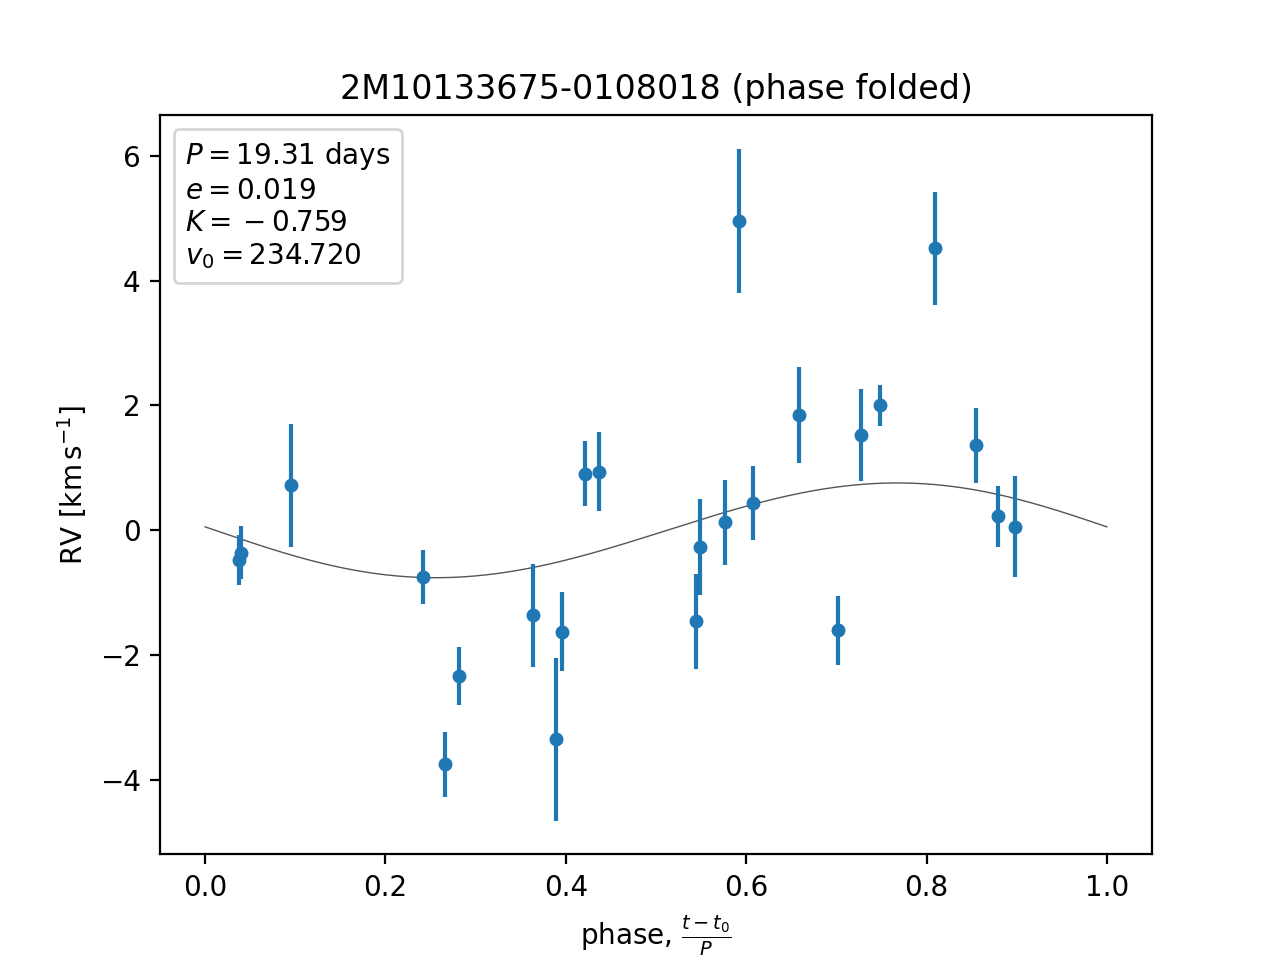 2M10133675-0108018 (phase folded)
P = 19.31 days
e = 0.019
K = −0.759
v₀ = 234.720
6
4
2
0
−2
−4
RV [km s⁻¹]
0.0 0.2 0.4 0.6 0.8 1.0
phase, (t − t₀)/P